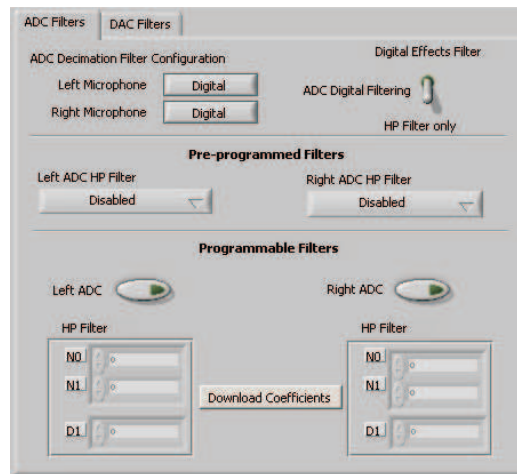 ADC Filters DAC Filters
ADC Decimation Filter Configuration
Digital Effects Filter
Left Microphone Digital
ADC Digital Filtering
Right Microphone Digital
HP Filter only
Pre-programmed Filters
Left ADC HP Filter
Right ADC HP Filter
Disabled
Disabled
Programmable Filters
Left ADC
Right ADC
HP Filter
HP Filter
N0 0
N0 0
N1 0
N1 0
Download Coefficients
D1 0
D1 0